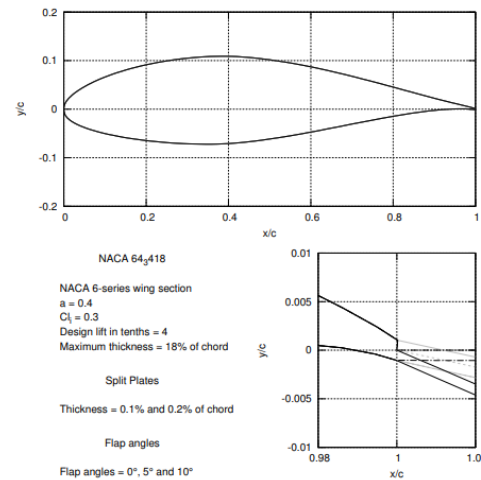 0.2
0.1
0
-0.1
-0.2
y/c
0 0.2 0.4 0.6 0.8 1
x/c
NACA 64₃418
NACA 6-series wing section
a = 0.4
Clᵢ = 0.3
Design lift in tenths = 4
Maximum thickness = 18% of chord
Split Plates
Thickness = 0.1% and 0.2% of chord
Flap angles
Flap angles = 0°, 5° and 10°
0.01
0.005
0
-0.005
-0.01
y/c
0.98 1 1.0
x/c